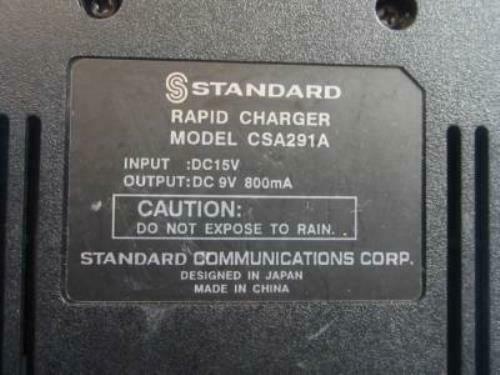 STANDARD
RAPID CHARGER
MODEL CSA291A
INPUT :DC15V
OUTPUT:DC 9V 800mA
CAUTION:
DO NOT EXPOSE TO RAIN.
STANDARD COMMUNICATIONS CORP.
DESIGNED IN JAPAN
MADE IN CHINA